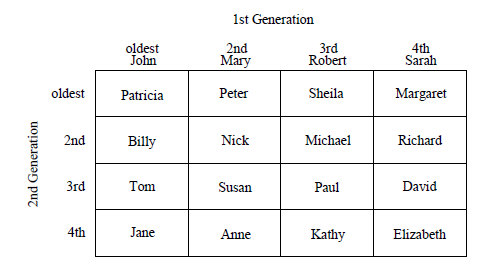 1st Generation
oldest 2nd 3rd 4th
John Mary Robert Sarah
oldest Patricia Peter Sheila Margaret
2nd Billy Nick Michael Richard
3rd Tom Susan Paul David
4th Jane Anne Kathy Elizabeth
2nd Generation